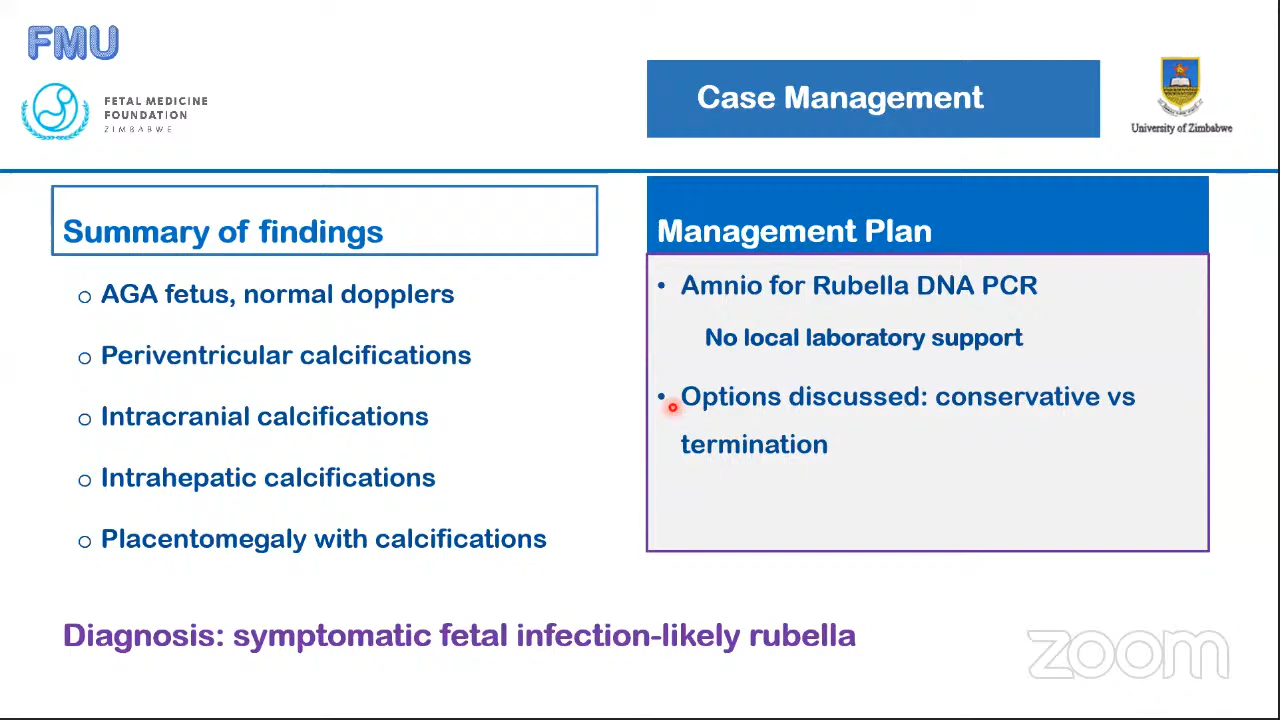 FMU
FETAL MEDICINE
FOUNDATION
ZIMBABWE
Case Management
University of Zimbabwe
Summary of findings
AGA fetus, normal dopplers
Periventricular calcifications
Intracranial calcifications
Intrahepatic calcifications
Placentomegaly with calcifications
Management Plan
• Amnio for Rubella DNA PCR
No local laboratory support
• Options discussed: conservative vs
termination
Diagnosis: symptomatic fetal infection-likely rubella
zoom